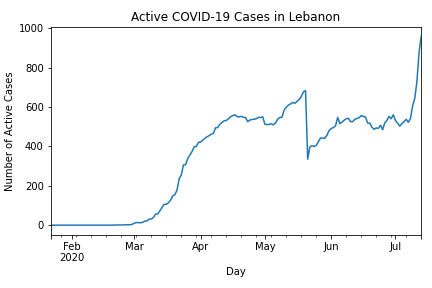 Active COVID-19 Cases in Lebanon
1000
800
600
400
200
0
Number of Active Cases
Feb
2020
Mar
Apr
May
Jun
Jul
Day